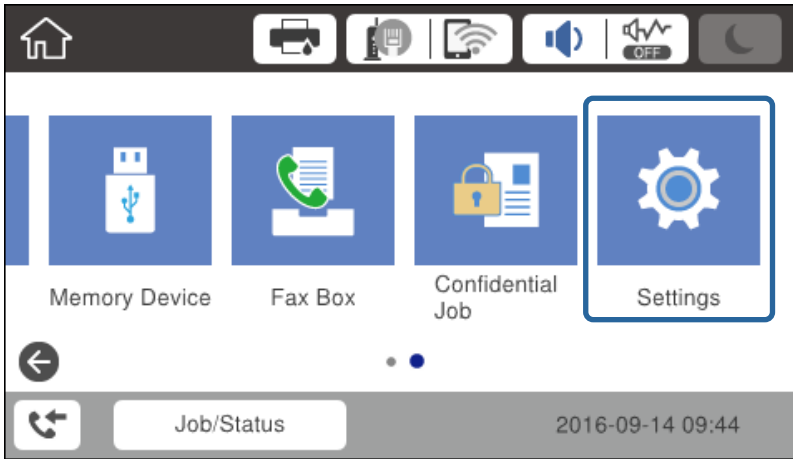 OFF
Memory Device
Fax Box
Confidential
Job
Settings
Job/Status
2016-09-14 09:44